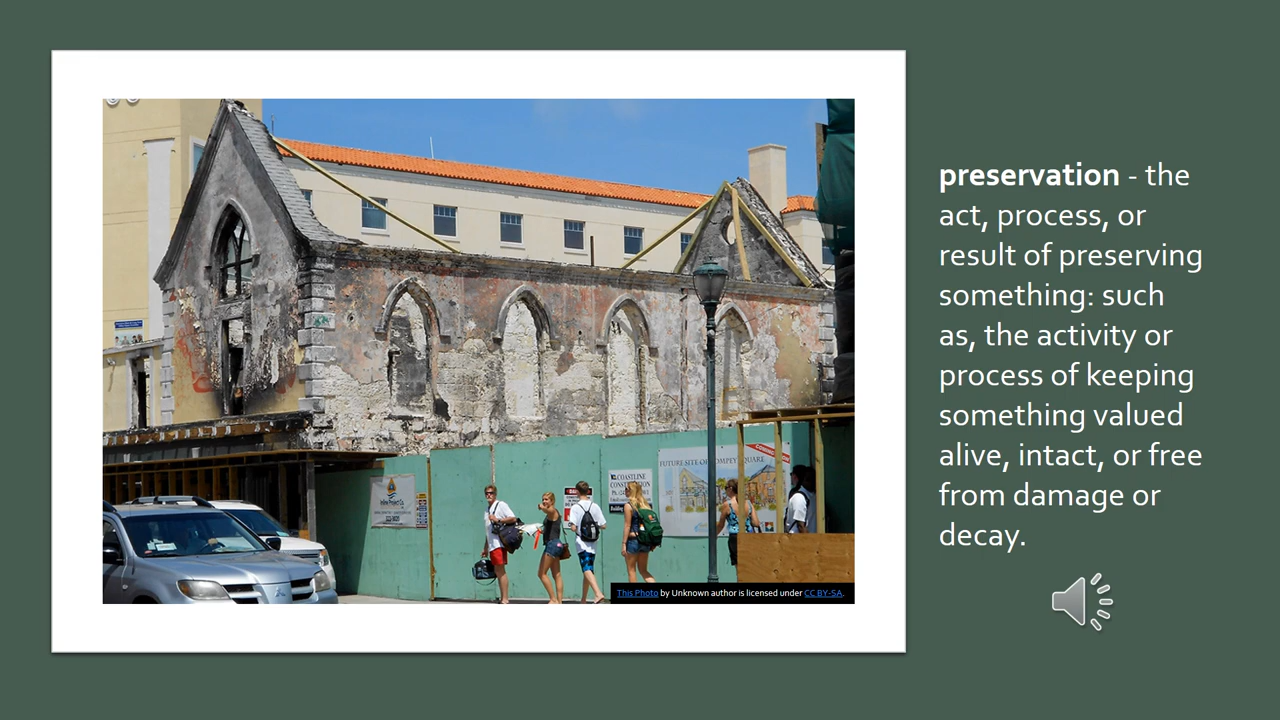 preservation - the
act, process, or
result of preserving
something: such
as, the activity or
process of keeping
something valued
alive, intact, or free
from damage or
decay.
FUTURE SITE OF POMPEY SQUARE
COASTLINE
This Photo by Unknown author is licensed under CC BY-SA.